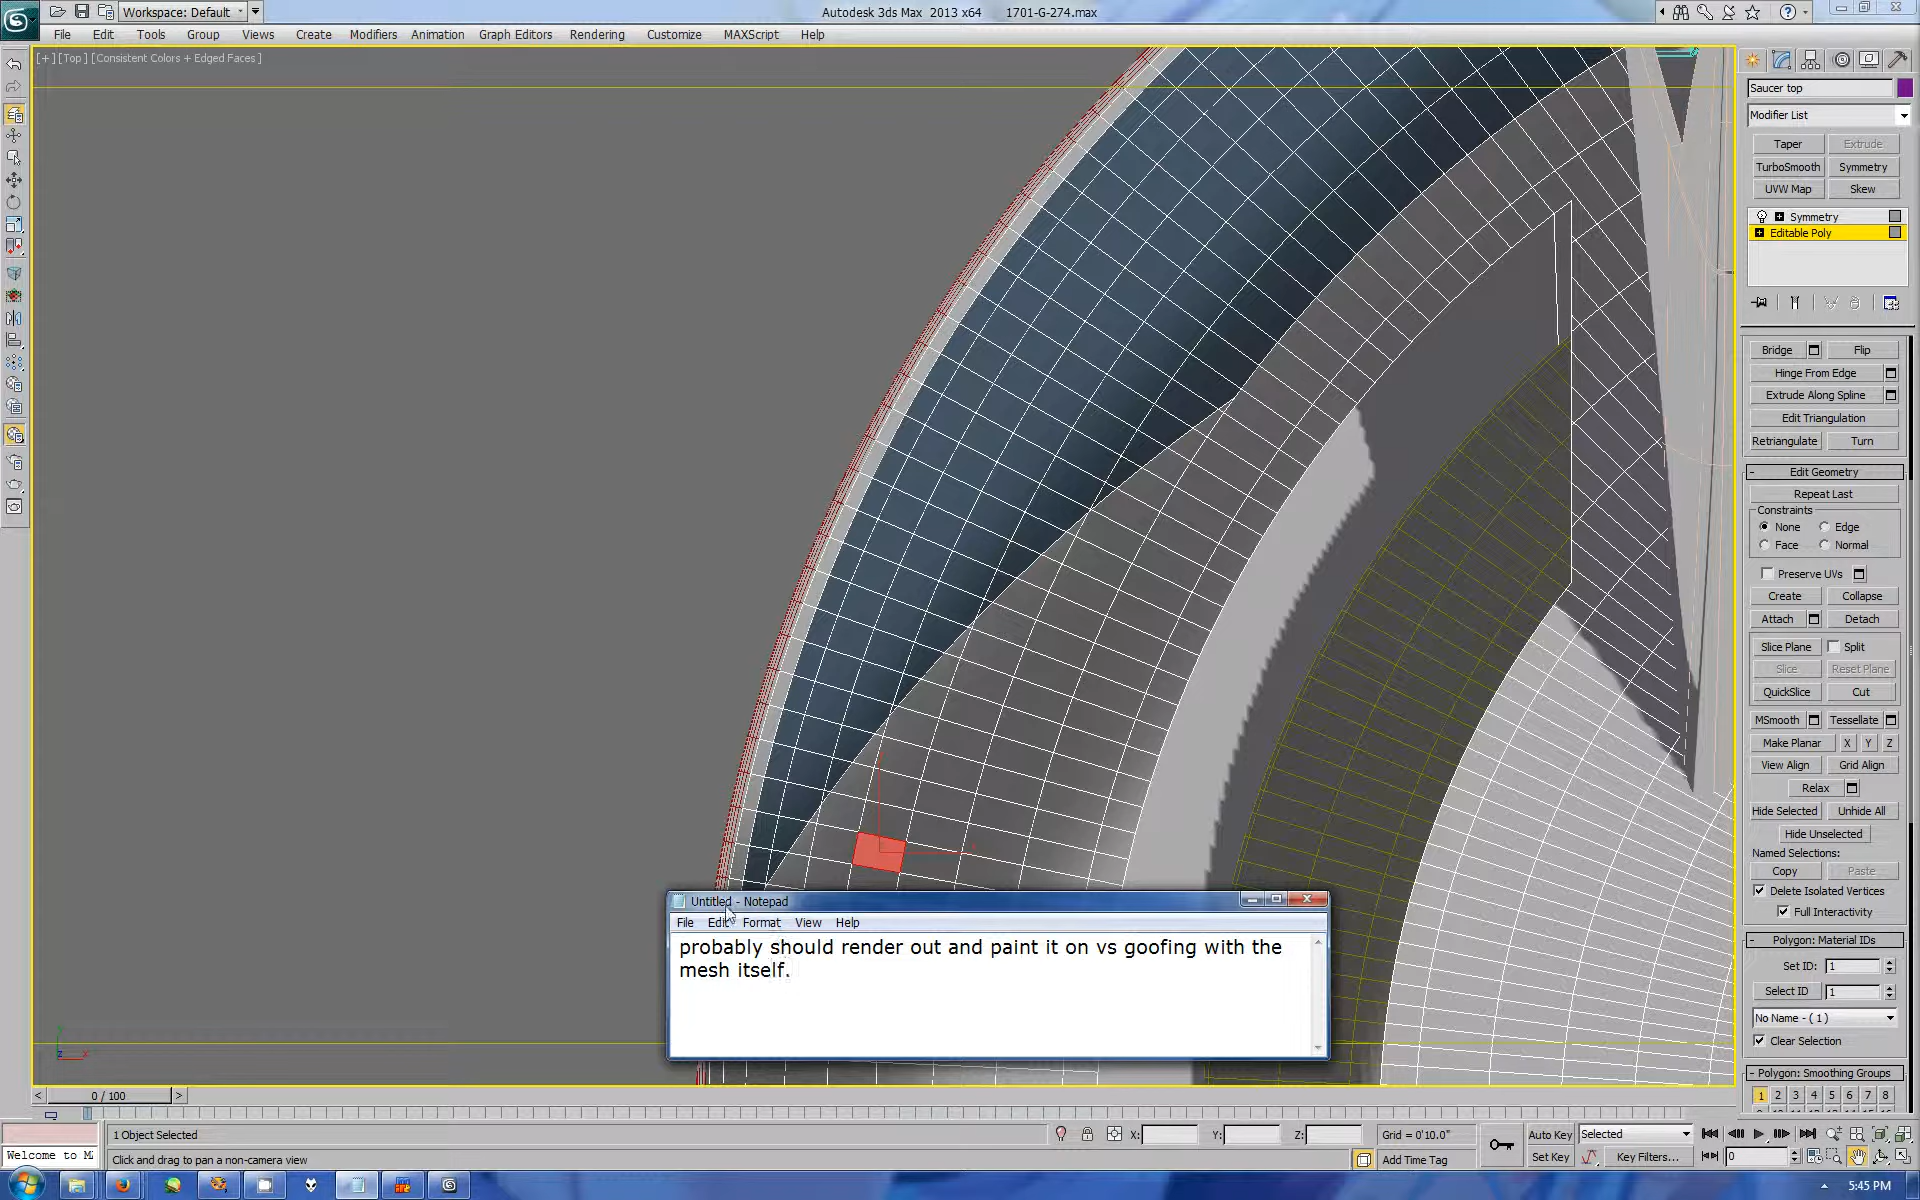 Workspace: Default
Autodesk 3ds Max 2013 x64 1701-G-274.max
File Edit Tools Group Views Create Modifiers Animation Graph Editors Rendering Customize MAXScript Help
[+] [Top] [Consistent Colors + Edged Faces]
Saucer top
Modifier List
Taper Extrude
TurboSmooth Symmetry
UVW Map Skew
Symmetry
Editable Poly
Bridge Flip
Hinge From Edge
Extrude Along Spline
Edit Triangulation
Retriangulate Turn
- Edit Geometry
Repeat Last
Constraints
None Edge
Face Normal
Preserve UVs
Create Collapse
Attach Detach
Slice Plane Split
Slice Reset Plane
QuickSlice Cut
MSmooth Tessellate
Make Planar X Y Z
View Align Grid Align
Relax
Hide Selected Unhide All
Hide Unselected
Named Selections:
Copy Paste
Delete Isolated Vertices
Full Interactivity
- Polygon: Material IDs
Set ID: 1
Select ID 1
No Name - ( 1 )
Clear Selection
- Polygon: Smoothing Groups
1 2 3 4 5 6 7 8
Untitled - Notepad
File Edit Format View Help
probably should render out and paint it on vs goofing with the
mesh itself.
< 0 / 100 >
1 Object Selected X: Y: Z: Grid = 0'10.0" Auto Key Selected
Welcome to M
Click and drag to pan a non-camera view Add Time Tag Set Key Key Filters... 0
5:45 PM